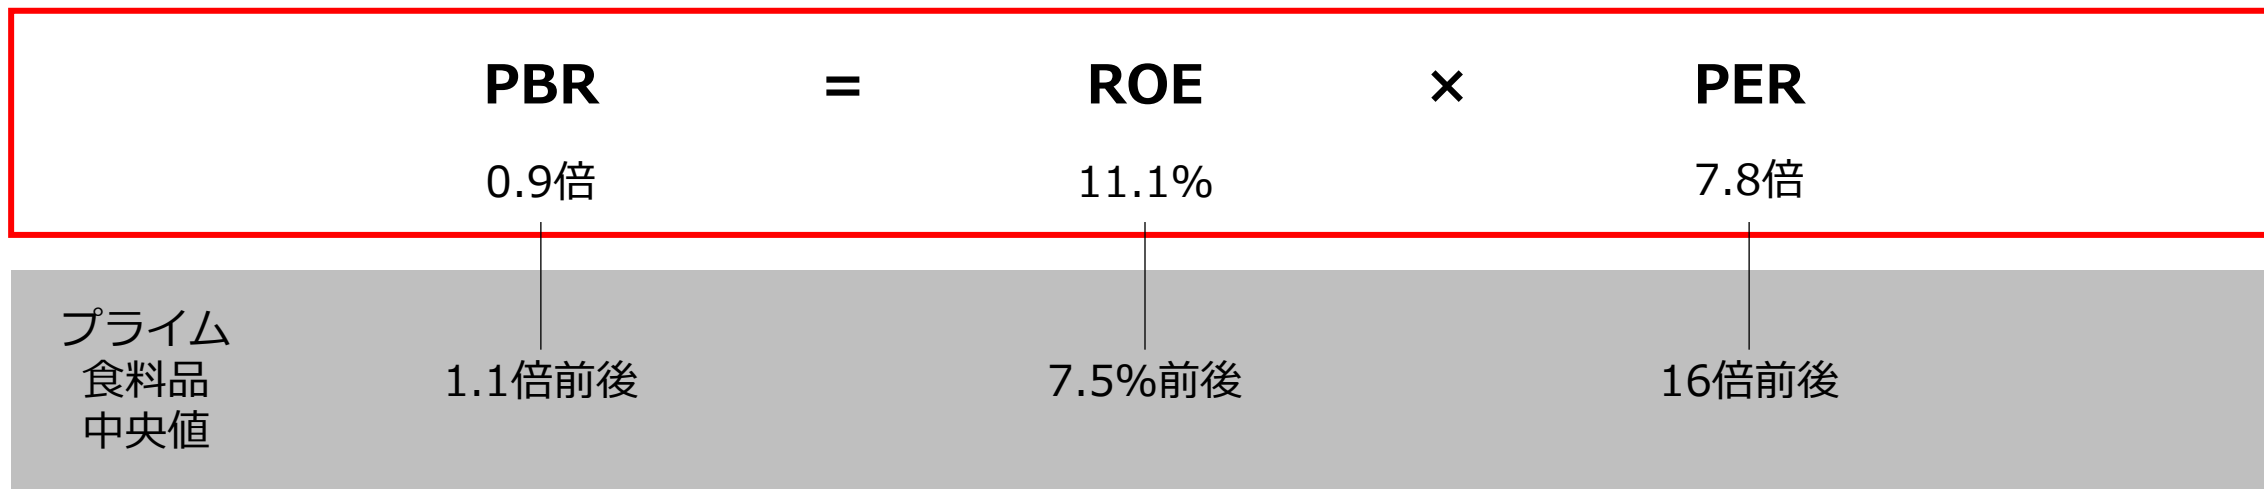 PBR = ROE × PER
0.9倍 11.1% 7.8倍
プライム
食料品
中央値
1.1倍前後 7.5%前後 16倍前後